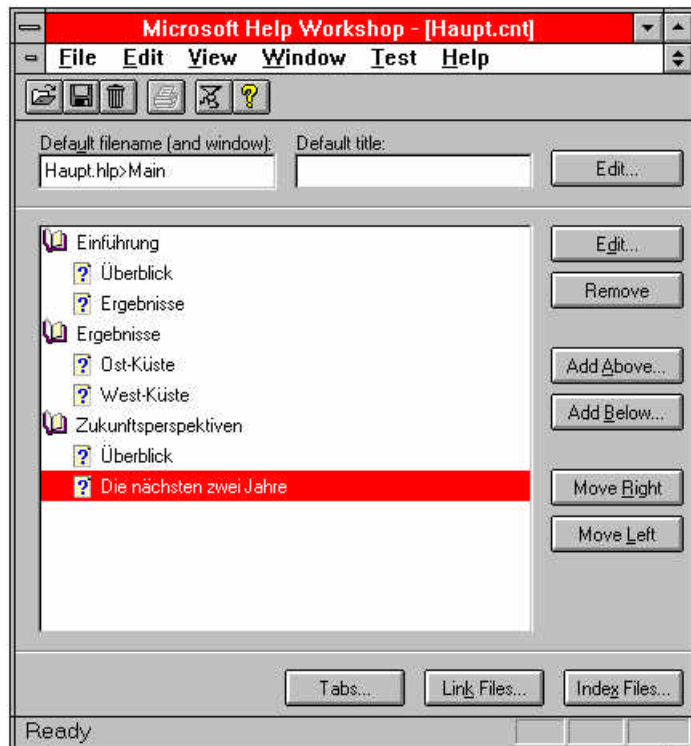 Microsoft Help Workshop - [Haupt.cnt]
File Edit View Window Test Help
Default filename (and window): Default title:
Haupt.hlp>Main
Edit...
Einführung
Überblick
Ergebnisse
Ergebnisse
Ost-Küste
West-Küste
Zukunftsperspektiven
Überblick
Die nächsten zwei Jahre
Edit...
Remove
Add Above...
Add Below...
Move Right
Move Left
Tabs... Link Files... Index Files...
Ready